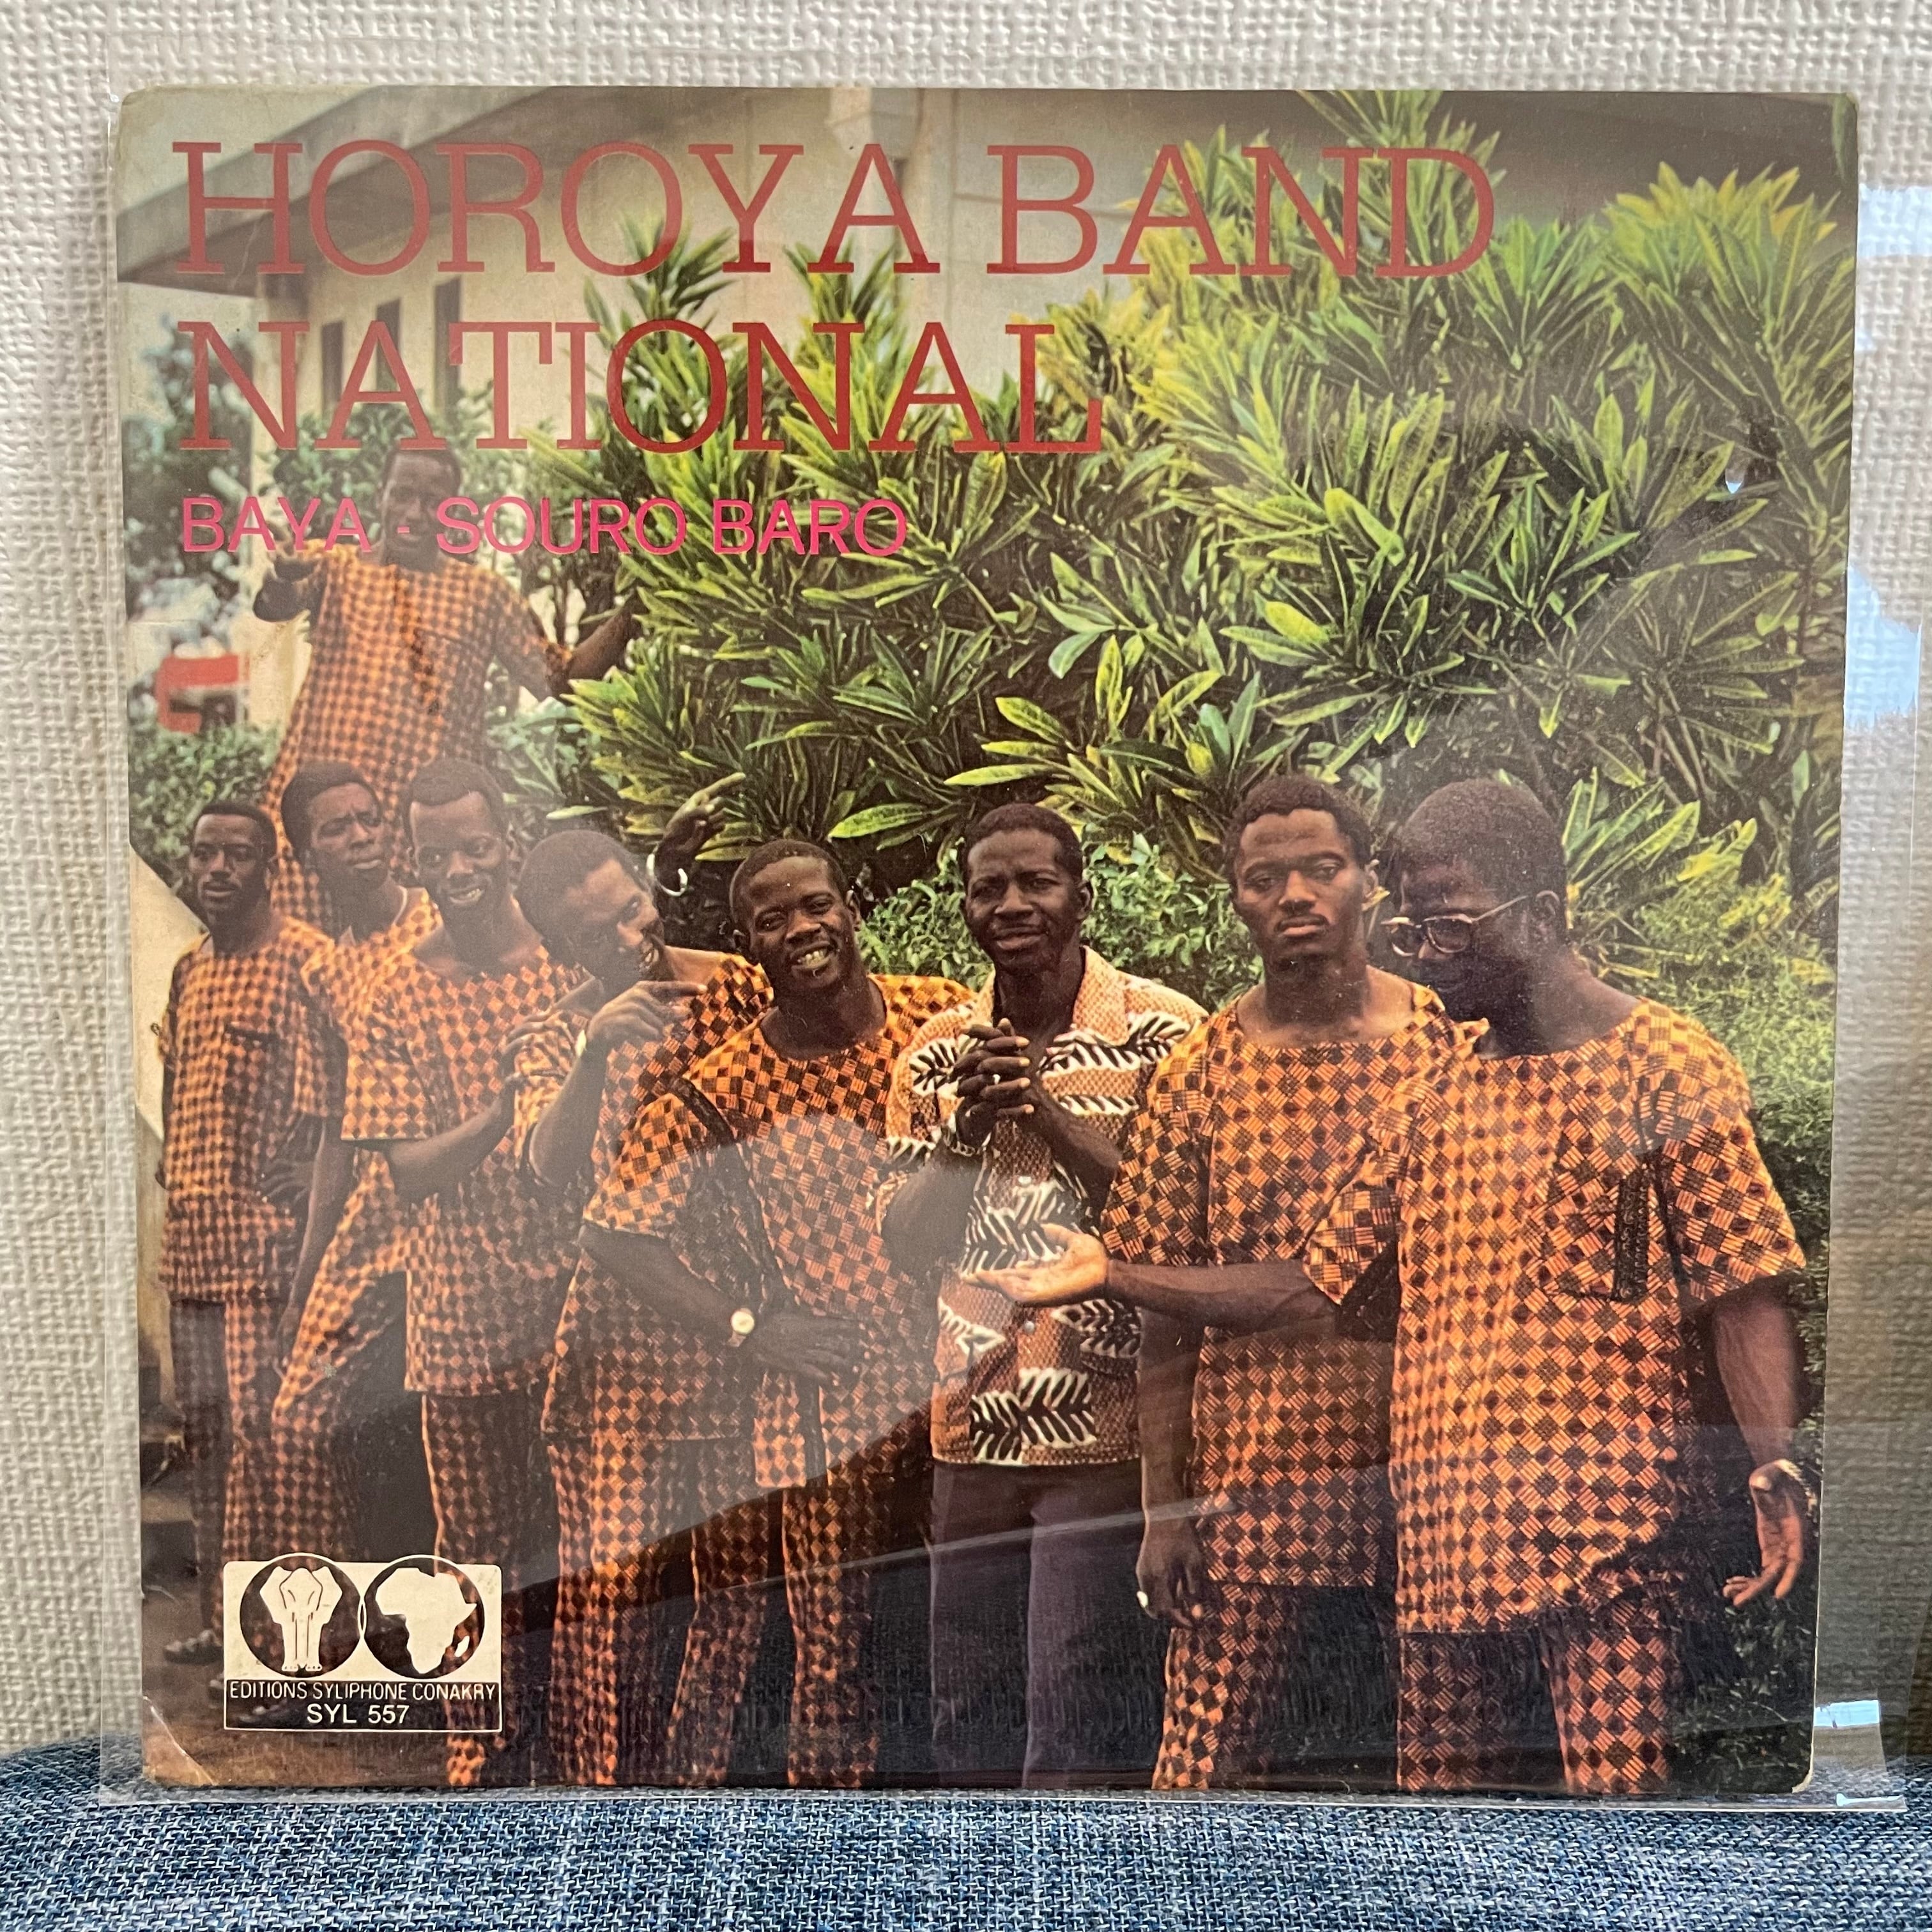 HOROYA BAND
NATIONAL
BAYA - SOURO BARO
EDITIONS SYLIPHONE CONAKRY
SYL 557